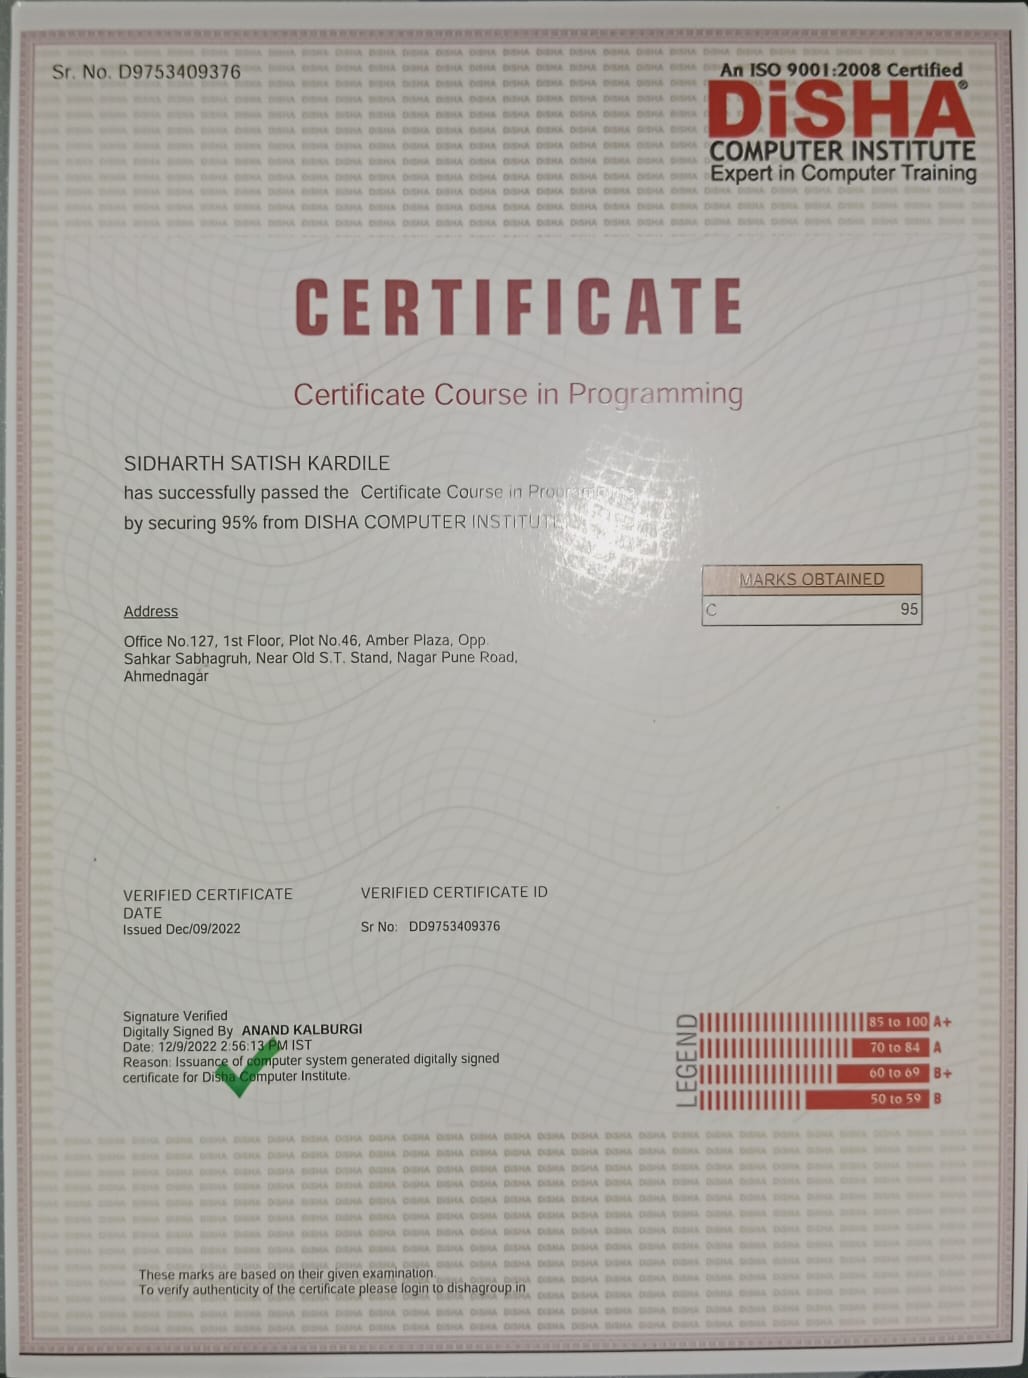 Sr. No. D9753409376
An ISO 9001:2008 Certified
DiSHA®
COMPUTER INSTITUTE
Expert in Computer Training
CERTIFICATE
Certificate Course in Programming
SIDHARTH SATISH KARDILE
has successfully passed the Certificate Course in Programming
by securing 95% from DISHA COMPUTER INSTITUTE
MARKS OBTAINED
C 95
Address
Office No.127, 1st Floor, Plot No.46, Amber Plaza, Opp.
Sahkar Sabhagruh, Near Old S.T. Stand, Nagar Pune Road,
Ahmednagar
VERIFIED CERTIFICATE
DATE
Issued Dec/09/2022
VERIFIED CERTIFICATE ID
Sr No: DD9753409376
Signature Verified
Digitally Signed By ANAND KALBURGI
Date: 12/9/2022 2:56:13 PM IST
Reason: Issuance of computer system generated digitally signed
certificate for Disha Computer Institute.
LEGEND
85 to 100 A+
70 to 84 A
60 to 69 B+
50 to 59 B
These marks are based on their given examination.
To verify authenticity of the certificate please login to dishagroup.in